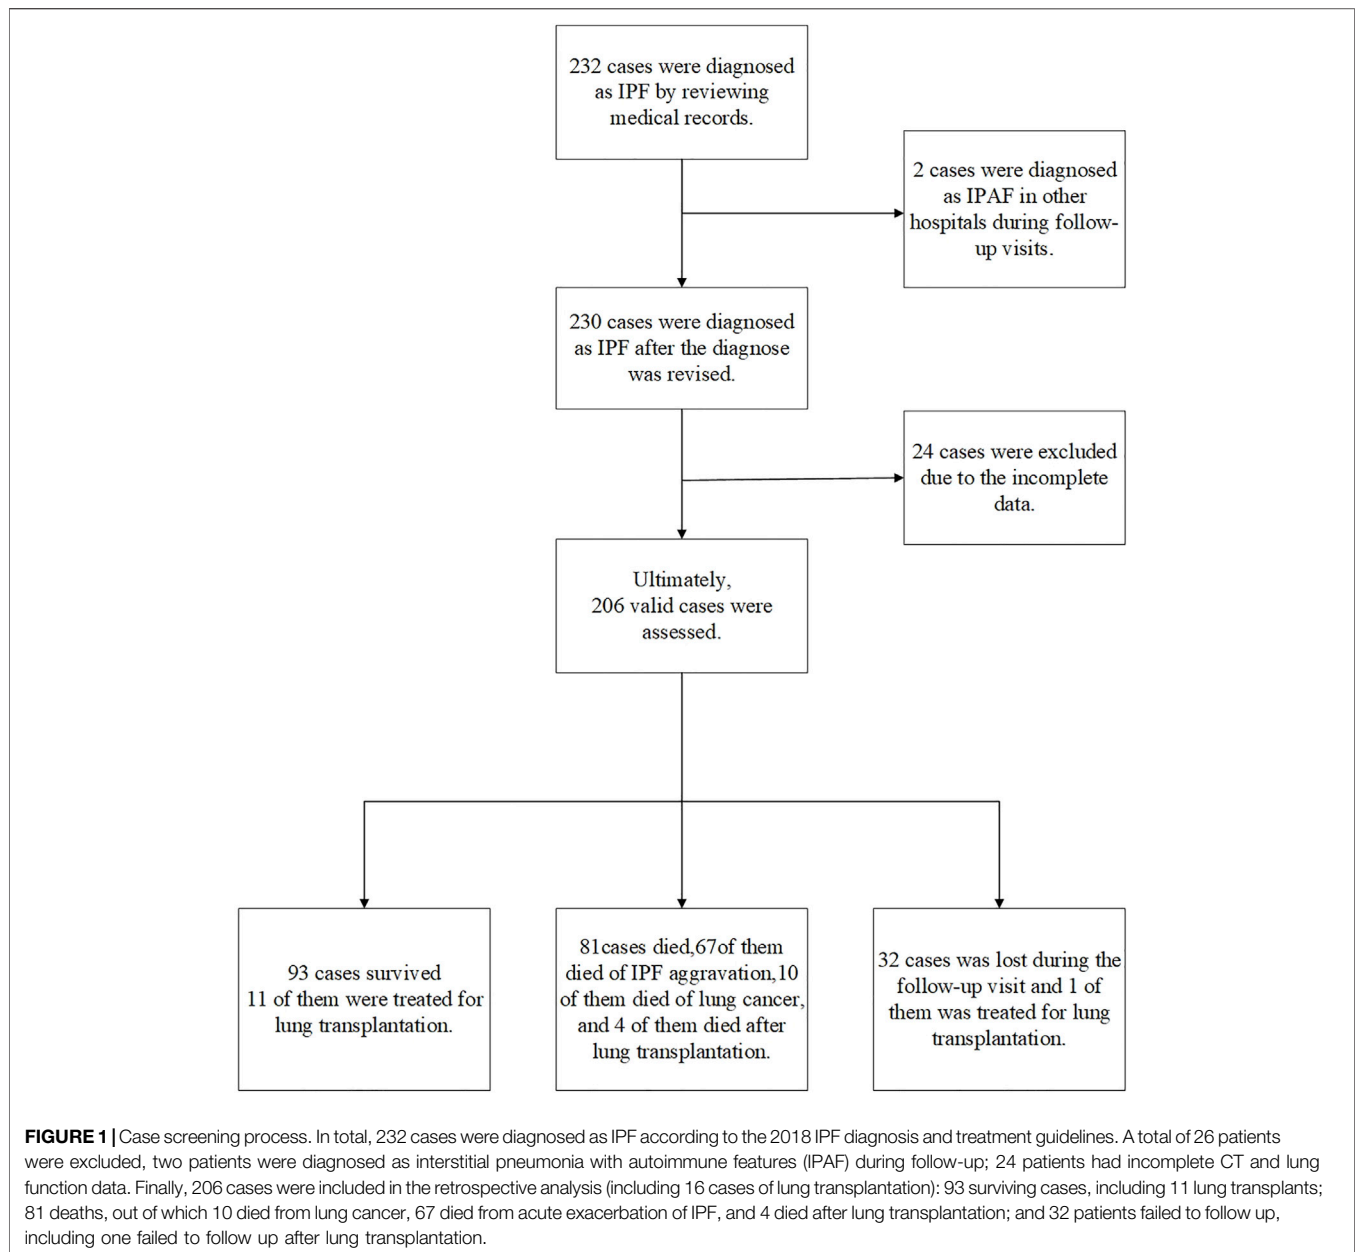 232 cases were diagnosed
as IPF by reviewing
medical records.
2 cases were diagnosed
as IPAF in other
hospitals during follow-
up visits.
230 cases were diagnosed
as IPF after the diagnose
was revised.
24 cases were excluded
due to the incomplete
data.
Ultimately,
206 valid cases were
assessed.
93 cases survived
11 of them were treated for
lung transplantation.
81cases died,67of them
died of IPF aggravation,10
of them died of lung cancer,
and 4 of them died after
lung transplantation.
32 cases was lost during the
follow-up visit and 1 of
them was treated for lung
transplantation.
FIGURE 1 | Case screening process. In total, 232 cases were diagnosed as IPF according to the 2018 IPF diagnosis and treatment guidelines. A total of 26 patients
were excluded, two patients were diagnosed as interstitial pneumonia with autoimmune features (IPAF) during follow-up; 24 patients had incomplete CT and lung
function data. Finally, 206 cases were included in the retrospective analysis (including 16 cases of lung transplantation): 93 surviving cases, including 11 lung transplants;
81 deaths, out of which 10 died from lung cancer, 67 died from acute exacerbation of IPF, and 4 died after lung transplantation; and 32 patients failed to follow up,
including one failed to follow up after lung transplantation.